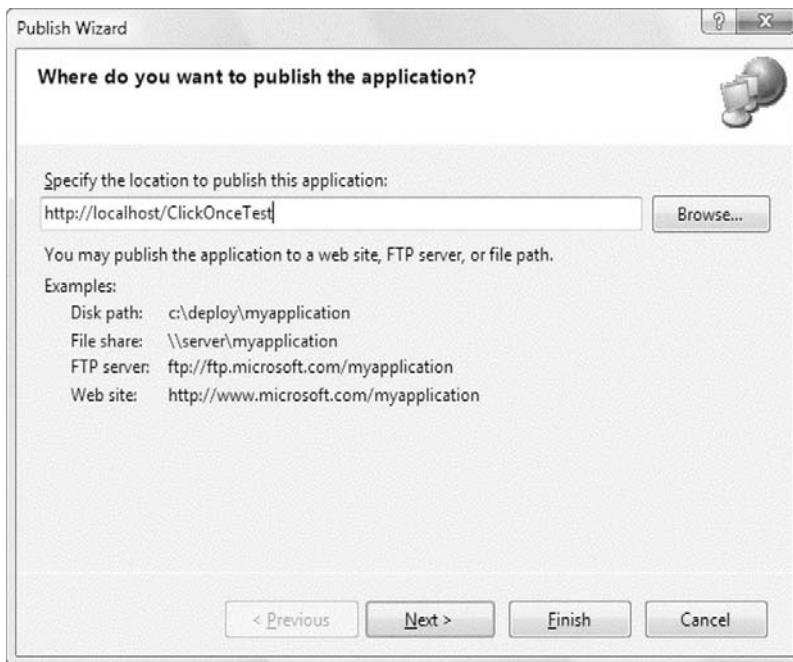 Publish Wizard
Where do you want to publish the application?
Specify the location to publish this application:
http://localhost/ClickOnceTest
Browse...
You may publish the application to a web site, FTP server, or file path.
Examples:
Disk path: c:\deploy\myapplication
File share: \\server\myapplication
FTP server: ftp://ftp.microsoft.com/myapplication
Web site: http://www.microsoft.com/myapplication
< Previous
Next >
Finish
Cancel